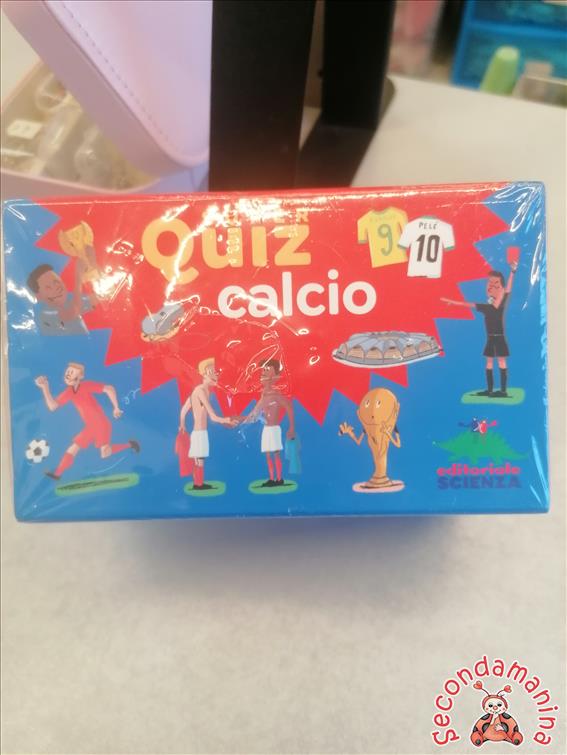 Quiz
calcio
9
PELÉ
10
editoriale
SCIENZA
secondamanina